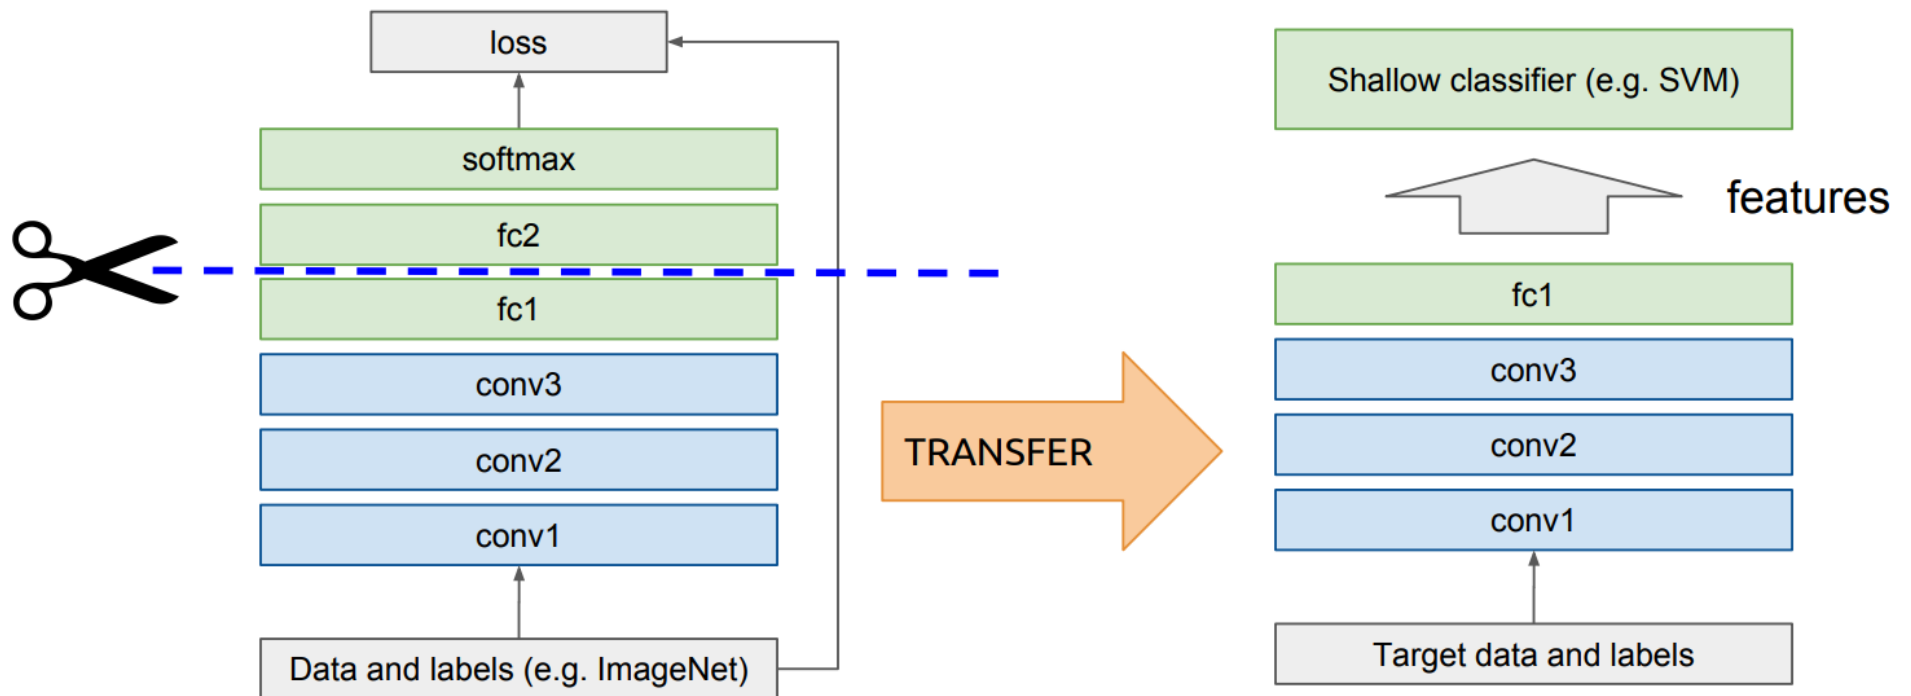 loss
softmax
fc2
fc1
conv3
conv2
conv1
Data and labels (e.g. ImageNet)
TRANSFER
Shallow classifier (e.g. SVM)
features
fc1
conv3
conv2
conv1
Target data and labels